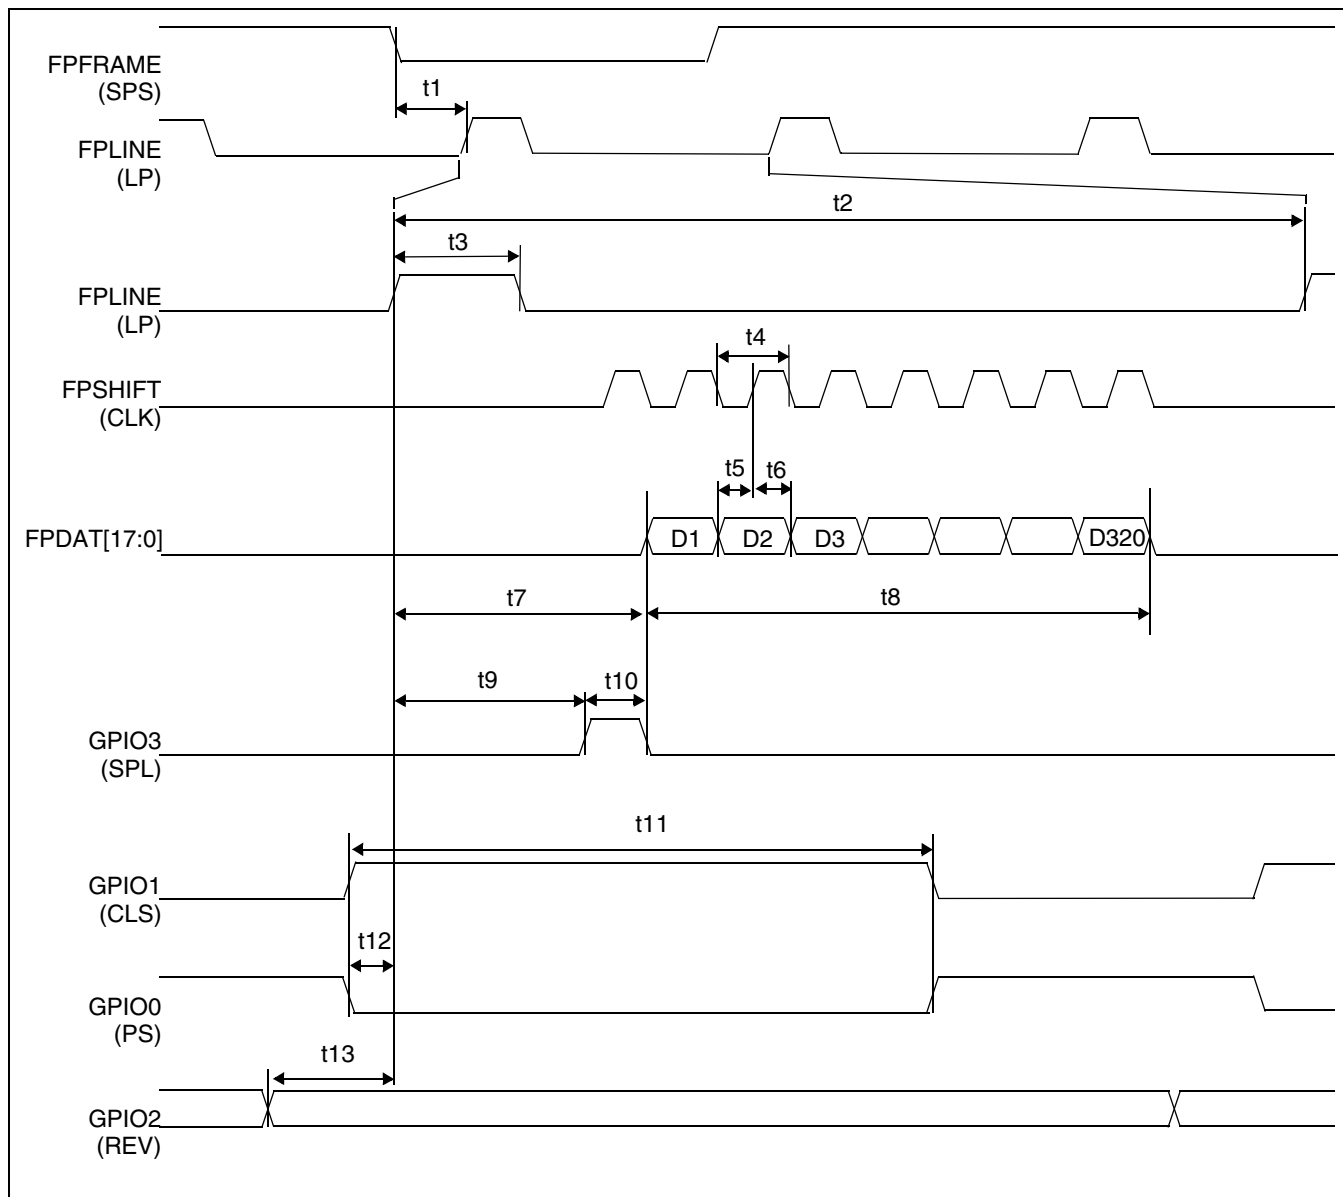 FPFRAME
(SPS)
t1
FPLINE
(LP)
t2
t3
FPLINE
(LP)
t4
FPSHIFT
(CLK)
t5
t6
FPDAT[17:0]
D1
D2
D3
D320
t7
t8
t9
t10
GPIO3
(SPL)
t11
GPIO1
(CLS)
t12
GPIO0
(PS)
t13
GPIO2
(REV)